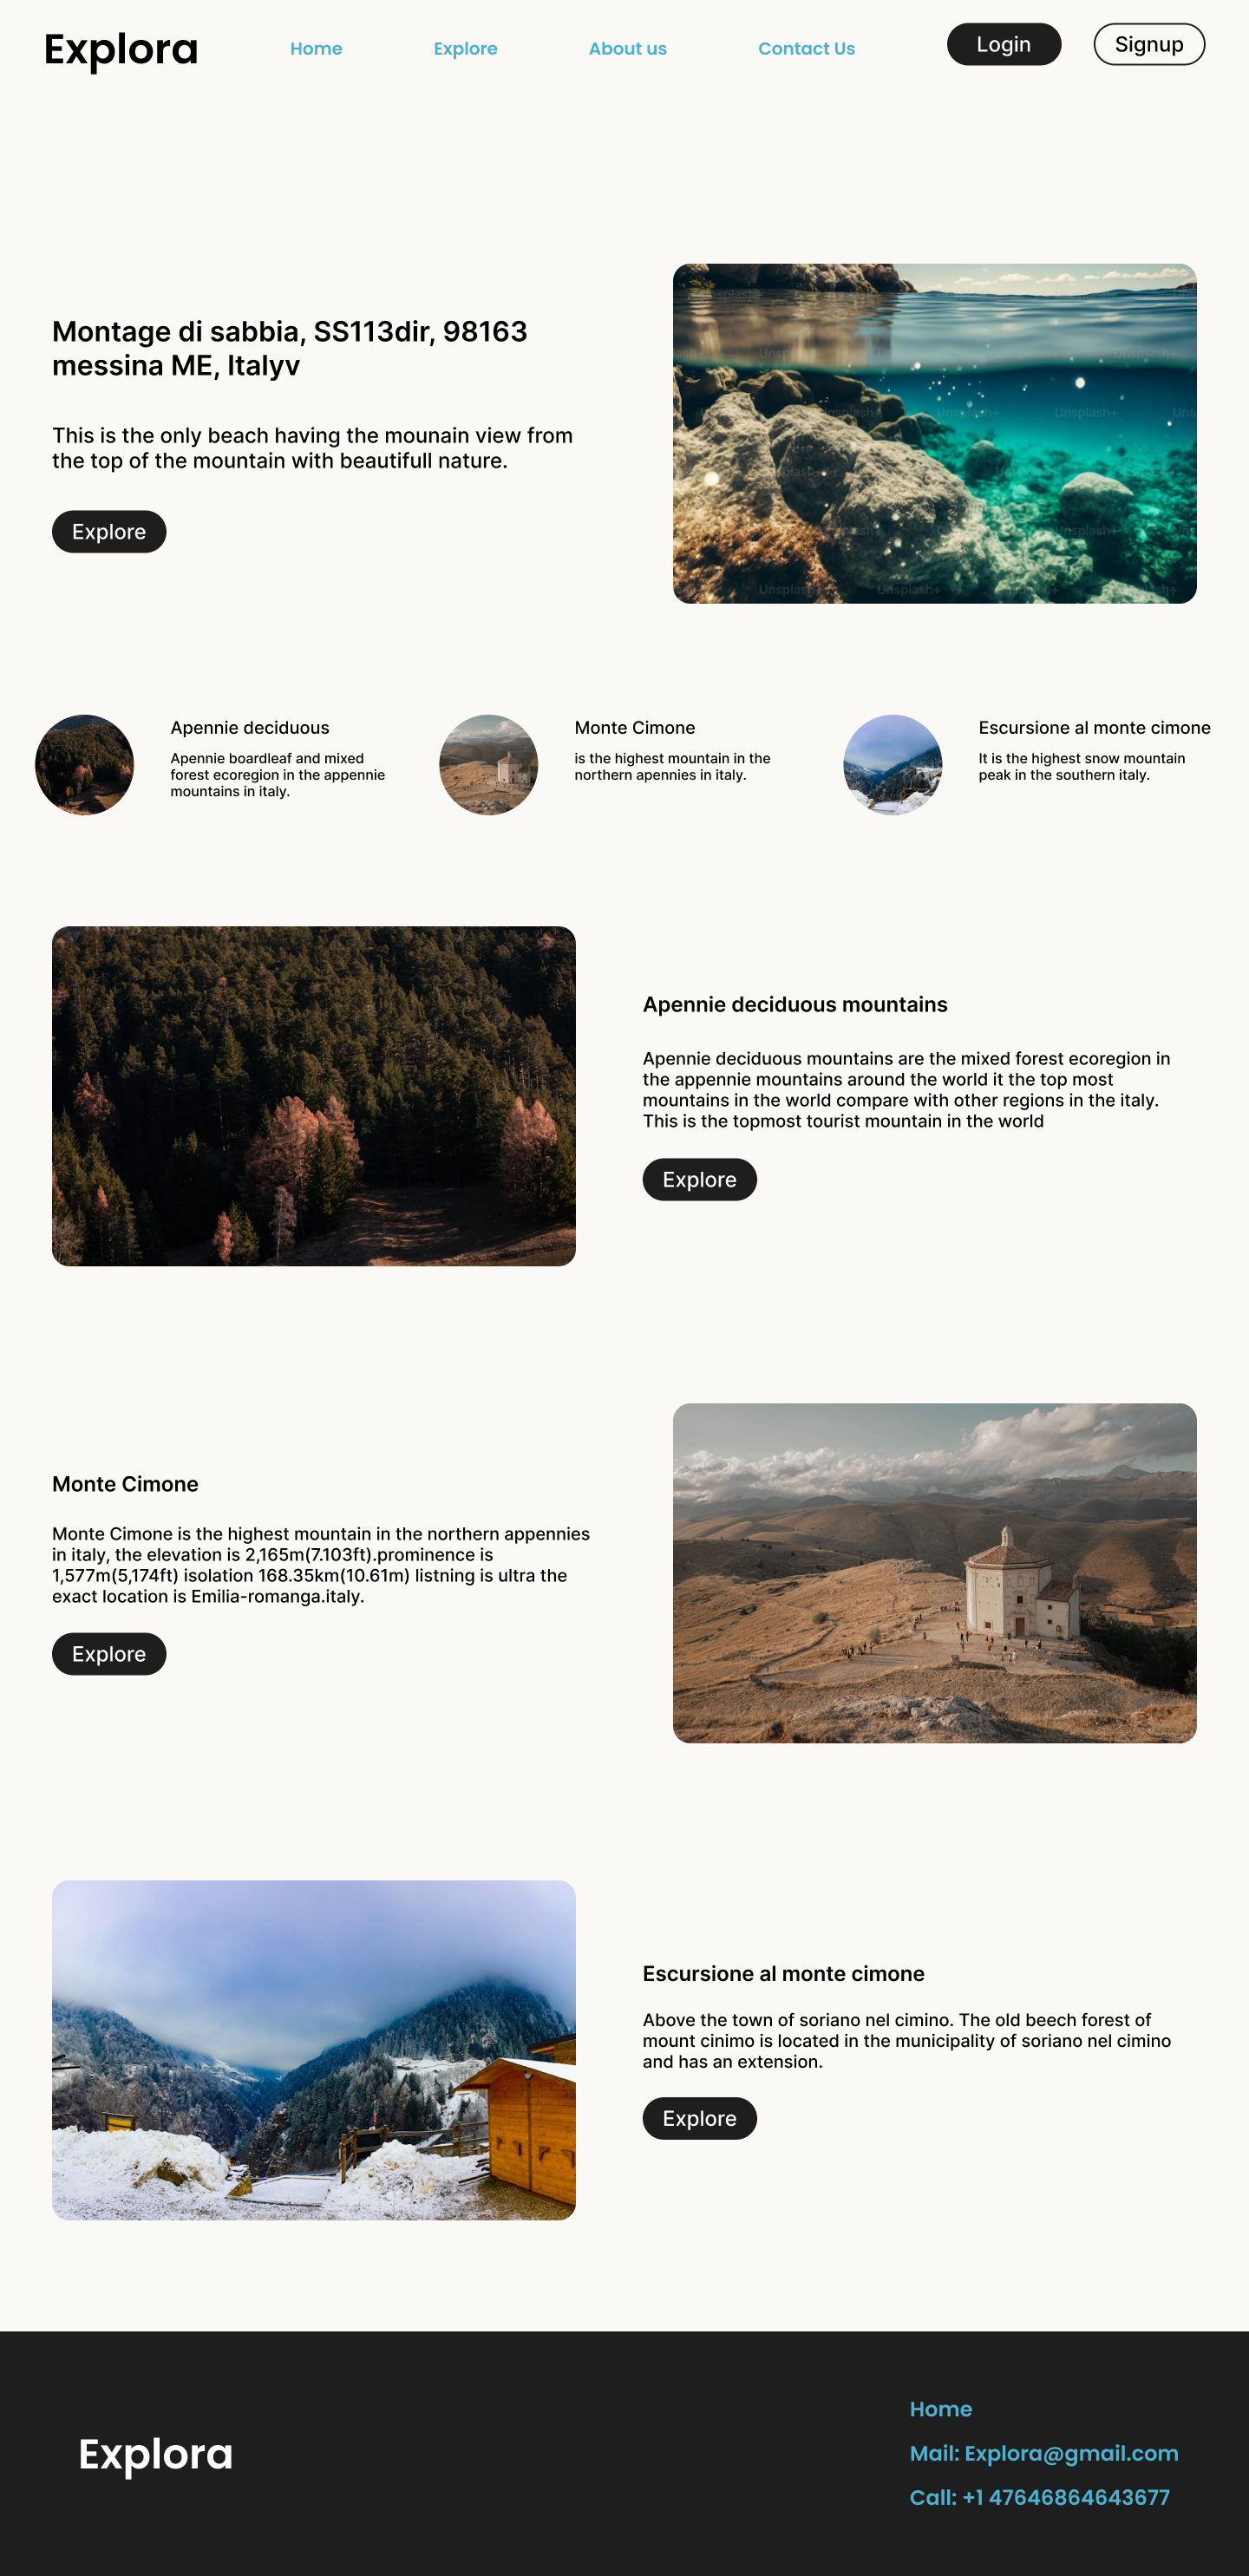 Explora
Home
Explore
About us
Contact Us
Login
Signup
Montage di sabbia, SS113dir, 98163
messina ME, Italyv
This is the only beach having the mounain view from
the top of the mountain with beautifull nature.
Explore
Unsplash+
Unsplash+
Unsplash+
Unsplash+
Unsplash+
Apennie deciduous
Apennie boardleaf and mixed
forest ecoregion in the appennie
mountains in italy.
Monte Cimone
is the highest mountain in the
northern apennies in italy.
Escursione al monte cimone
It is the highest snow mountain
peak in the southern italy.
Apennie deciduous mountains
Apennie deciduous mountains are the mixed forest ecoregion in
the appennie mountains around the world it the top most
mountains in the world compare with other regions in the italy.
This is the topmost tourist mountain in the world
Explore
Monte Cimone
Monte Cimone is the highest mountain in the northern appennies
in italy, the elevation is 2,165m(7.103ft).prominence is
1,577m(5,174ft) isolation 168.35km(10.61m) listning is ultra the
exact location is Emilia-romanga.italy.
Explore
Escursione al monte cimone
Above the town of soriano nel cimino. The old beech forest of
mount cinimo is located in the municipality of soriano nel cimino
and has an extension.
Explore
Explora
Home
Mail: Explora@gmail.com
Call: +1 47646864643677